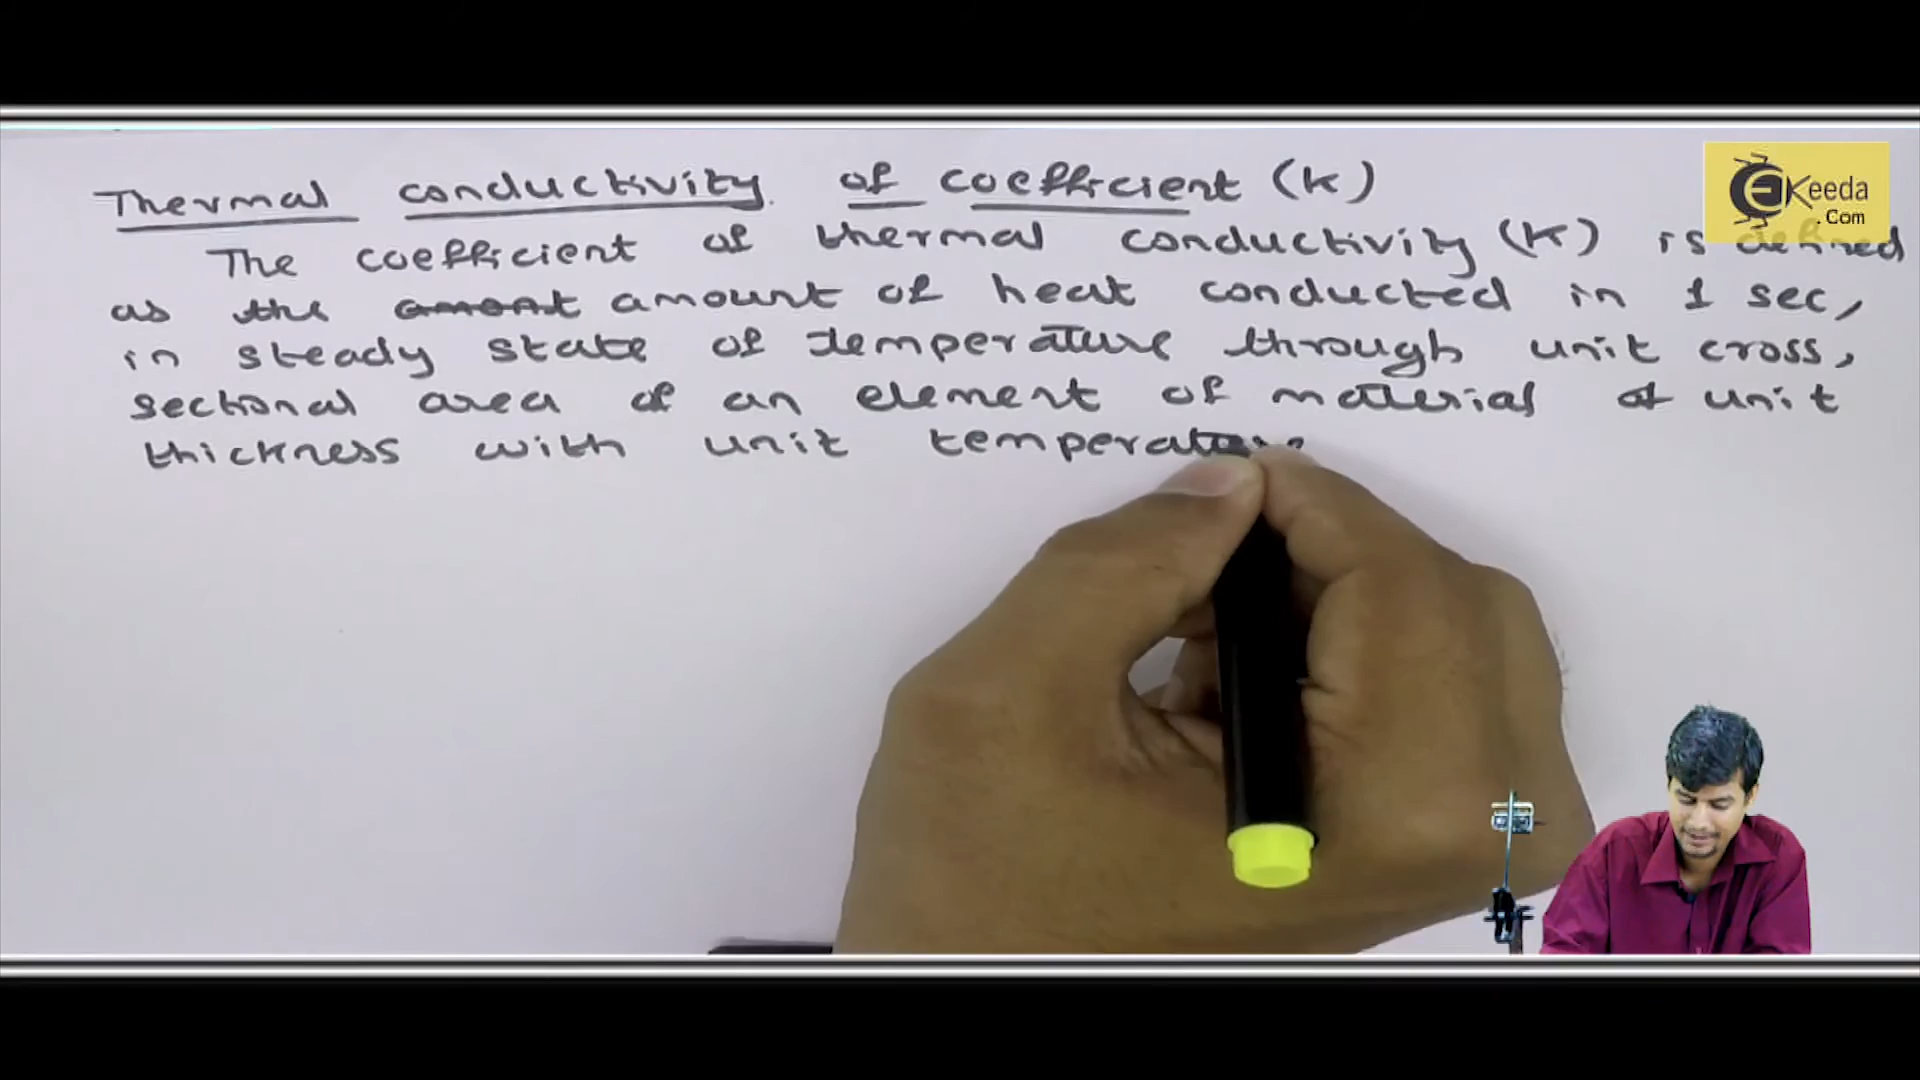 Thermal conductivity of coefficient (K)
EKeeda
.Com
The coefficient of thermal conductivity (K) is defined
as the amont amount of heat conducted in 1 sec,
in steady state of temperature through unit cross,
sectional area of an element of material of unit
thickness with unit temperature